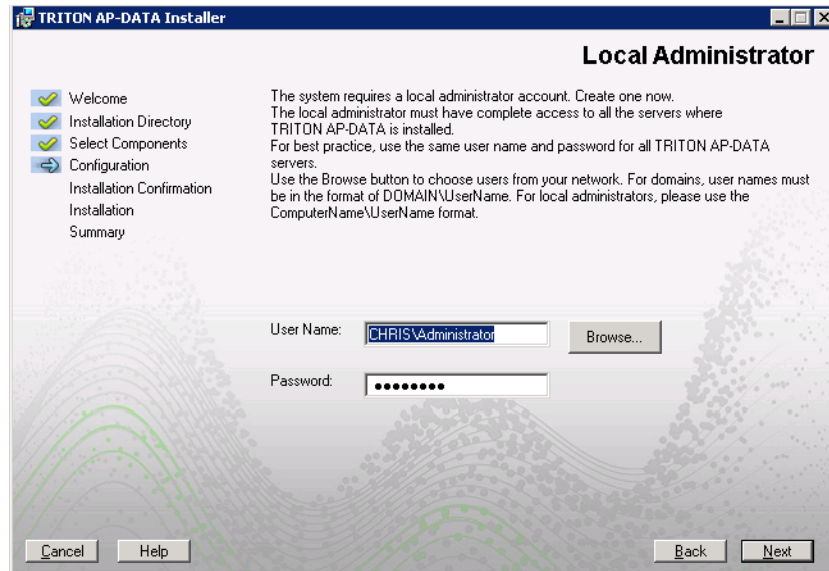 TRITON AP-DATA Installer
Local Administrator
Welcome
Installation Directory
Select Components
Configuration
Installation Confirmation
Installation
Summary
The system requires a local administrator account. Create one now.
The local administrator must have complete access to all the servers where
TRITON AP-DATA is installed.
For best practice, use the same user name and password for all TRITON AP-DATA
servers.
Use the Browse button to choose users from your network. For domains, user names must
be in the format of DOMAIN\UserName. For local administrators, please use the
ComputerName\UserName format.
User Name:
CHRIS\Administrator
Browse...
Password:
●●●●●●●●
Cancel
Help
Back
Next